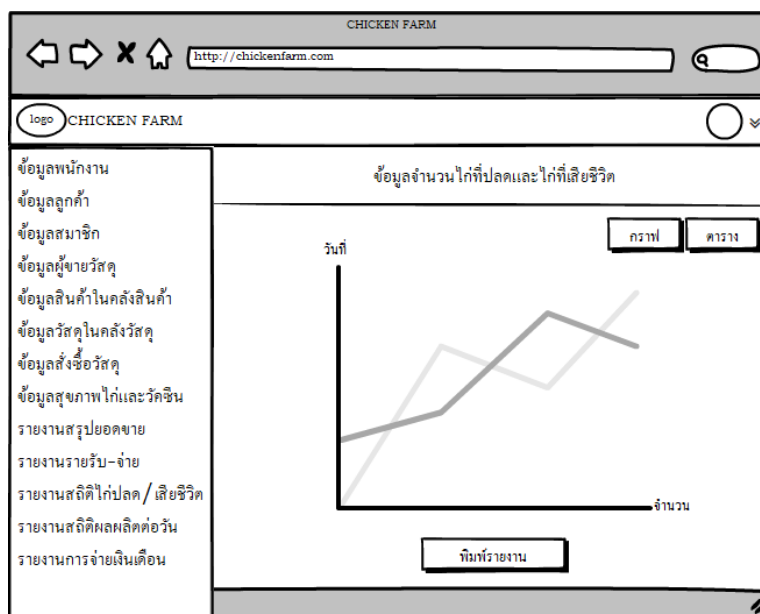 CHICKEN FARM
http://chickenfarm.com
logo CHICKEN FARM
ข้อมูลพนักงาน
ข้อมูลลูกค้า
ข้อมูลสมาชิก
ข้อมูลผู้ขายวัสดุ
ข้อมูลสินค้าในคลังสินค้า
ข้อมูลวัสดุในคลังวัสดุ
ข้อมูลสั่งซื้อวัสดุ
ข้อมูลสุขภาพไก่และวัคซีน
รายงานสรุปยอดขาย
รายงานรายรับ-จ่าย
รายงานสถิติไก่ปลด/เสียชีวิต
รายงานสถิติผลผลิตต่อวัน
รายงานการจ่ายเงินเดือน
ข้อมูลจำนวนไก่ที่ปลดและไก่ที่เสียชีวิต
กราฟ ตาราง
วันที่
จำนวน
พิมพ์รายงาน